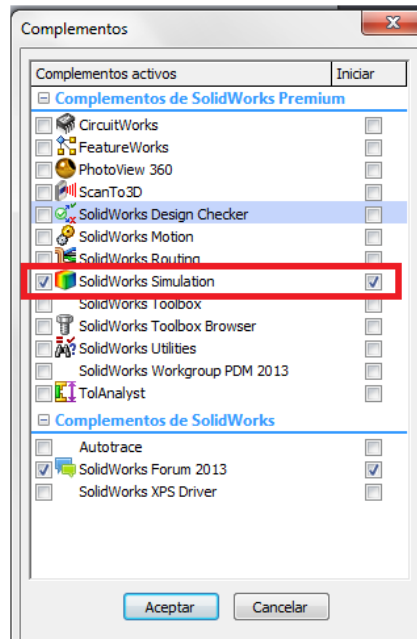 Complementos
Complementos activos Iniciar
Complementos de SolidWorks Premium
CircuitWorks
FeatureWorks
PhotoView 360
ScanTo3D
SolidWorks Design Checker
SolidWorks Motion
SolidWorks Routing
SolidWorks Simulation
SolidWorks Toolbox
SolidWorks Toolbox Browser
SolidWorks Utilities
SolidWorks Workgroup PDM 2013
TolAnalyst
Complementos de SolidWorks
Autotrace
SolidWorks Forum 2013
SolidWorks XPS Driver
Aceptar Cancelar